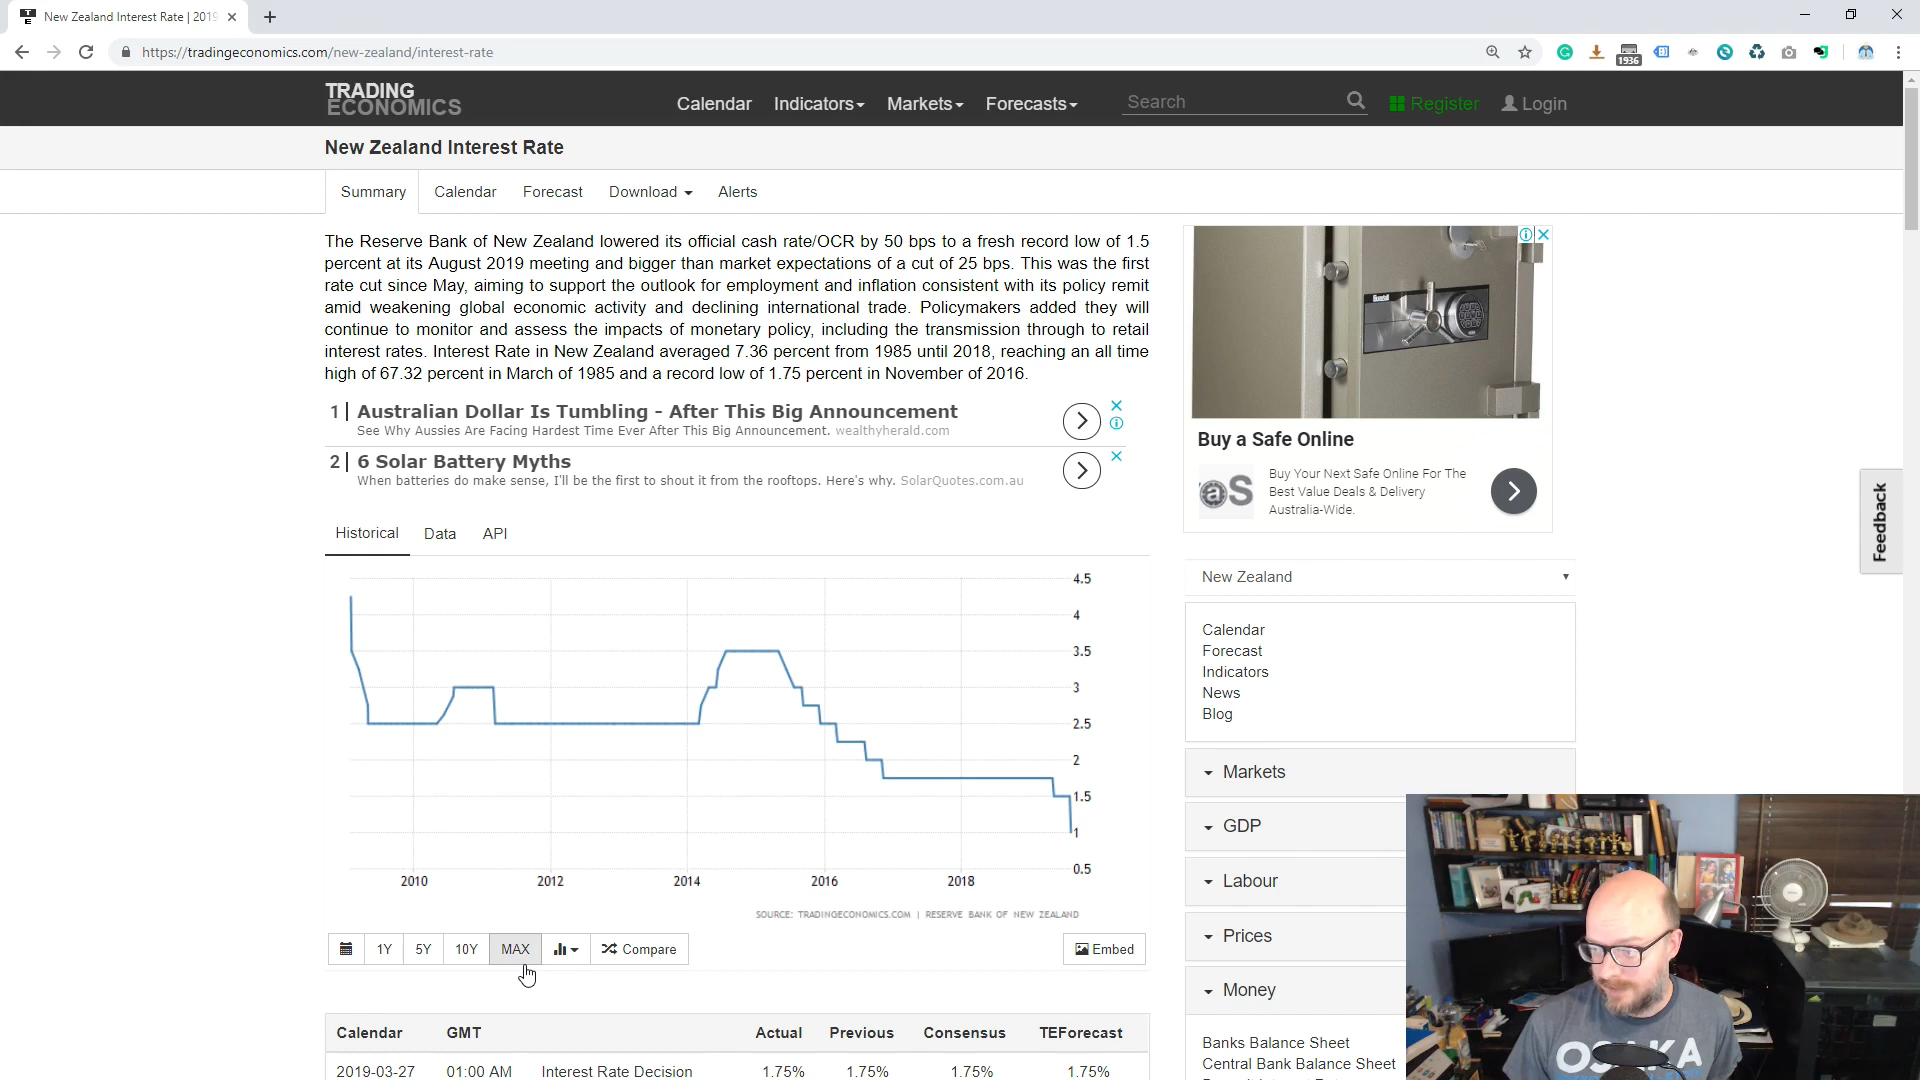 New Zealand Interest Rate | 2019
https://tradingeconomics.com/new-zealand/interest-rate
1936
TRADING
ECONOMICS
Calendar
Indicators
Markets
Forecasts
Search
Register
Login
New Zealand Interest Rate
Summary
Calendar
Forecast
Download
Alerts
The Reserve Bank of New Zealand lowered its official cash rate/OCR by 50 bps to a fresh record low of 1.5
percent at its August 2019 meeting and bigger than market expectations of a cut of 25 bps. This was the first
rate cut since May, aiming to support the outlook for employment and inflation consistent with its policy remit
amid weakening global economic activity and declining international trade. Policymakers added they will
continue to monitor and assess the impacts of monetary policy, including the transmission through to retail
interest rates. Interest Rate in New Zealand averaged 7.36 percent from 1985 until 2018, reaching an all time
high of 67.32 percent in March of 1985 and a record low of 1.75 percent in November of 2016.
1 Australian Dollar Is Tumbling - After This Big Announcement
See Why Aussies Are Facing Hardest Time Ever After This Big Announcement. wealthyherald.com
2 6 Solar Battery Myths
When batteries do make sense, I'll be the first to shout it from the rooftops. Here's why. SolarQuotes.com.au
Buy a Safe Online
aS
Buy Your Next Safe Online For The
Best Value Deals & Delivery
Australia-Wide.
Feedback
Historical
Data
API
4.5
4
3.5
3
2.5
2
1.5
1
0.5
2010
2012
2014
2016
2018
SOURCE: TRADINGECONOMICS.COM | RESERVE BANK OF NEW ZEALAND
1Y
5Y
10Y
MAX
Compare
Embed
Calendar GMT Actual Previous Consensus TEForecast
2019-03-27 01:00 AM Interest Rate Decision 1.75% 1.75% 1.75% 1.75%
New Zealand
Calendar
Forecast
Indicators
News
Blog
Markets
GDP
Labour
Prices
Money
Banks Balance Sheet
Central Bank Balance Sheet
OSAKA